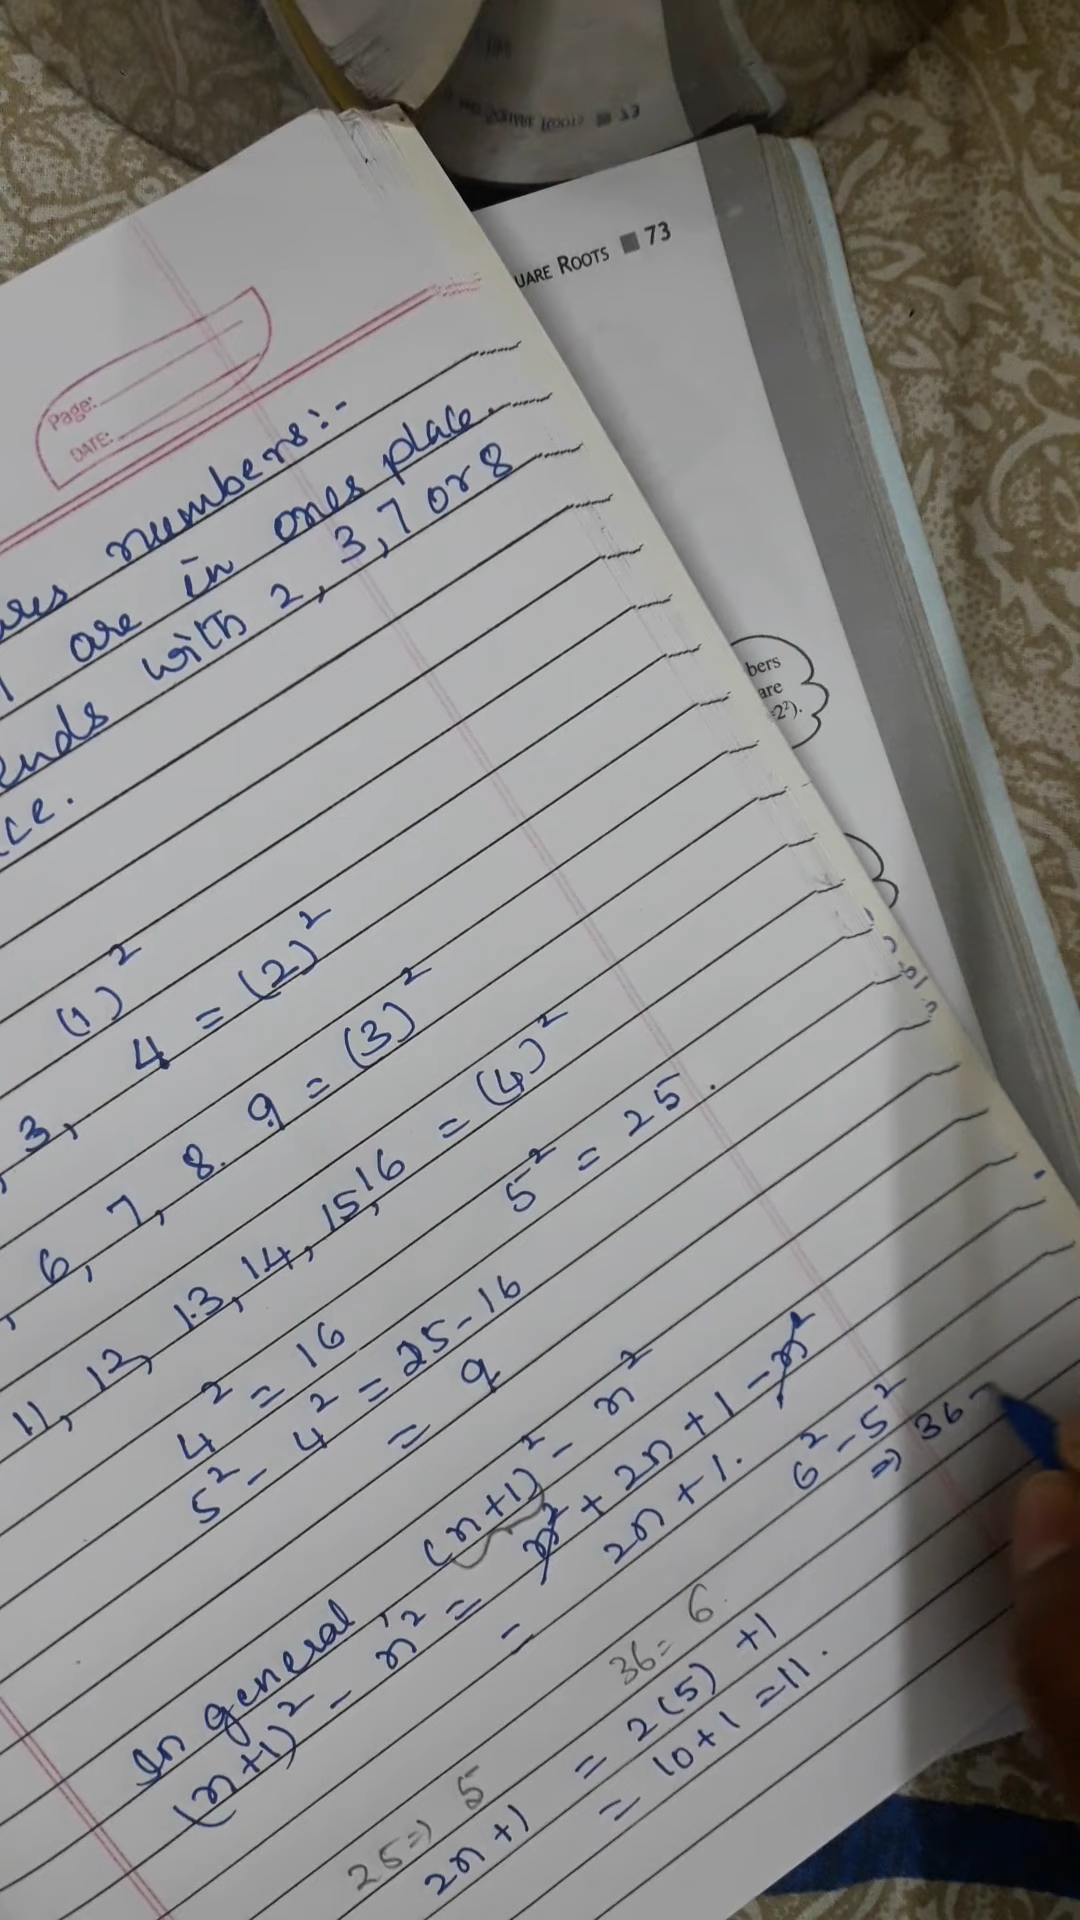 UARE ROOTS ■ 73
Page:
DATE:
numbers:-
are in ones place.
ends with 2, 3, 7 or 8
ce.
bers
are
=2²).
(1)²
3, 4 = (2)²
6, 7, 8. 9 = (3)²
11, 12, 13, 14, 15, 16 = (4)²
4² = 16 5² = 25.
5² - 4² = 25 - 16
= 9
In general, (n+1)² - n²
(n+1)² - n² = n² + 2n + 1 - n²
= 2n + 1.
6² - 5²
=) 36 -
25 =) 5 36 = 6
2n + 1 = 2(5) + 1
= 10 + 1 = 11.